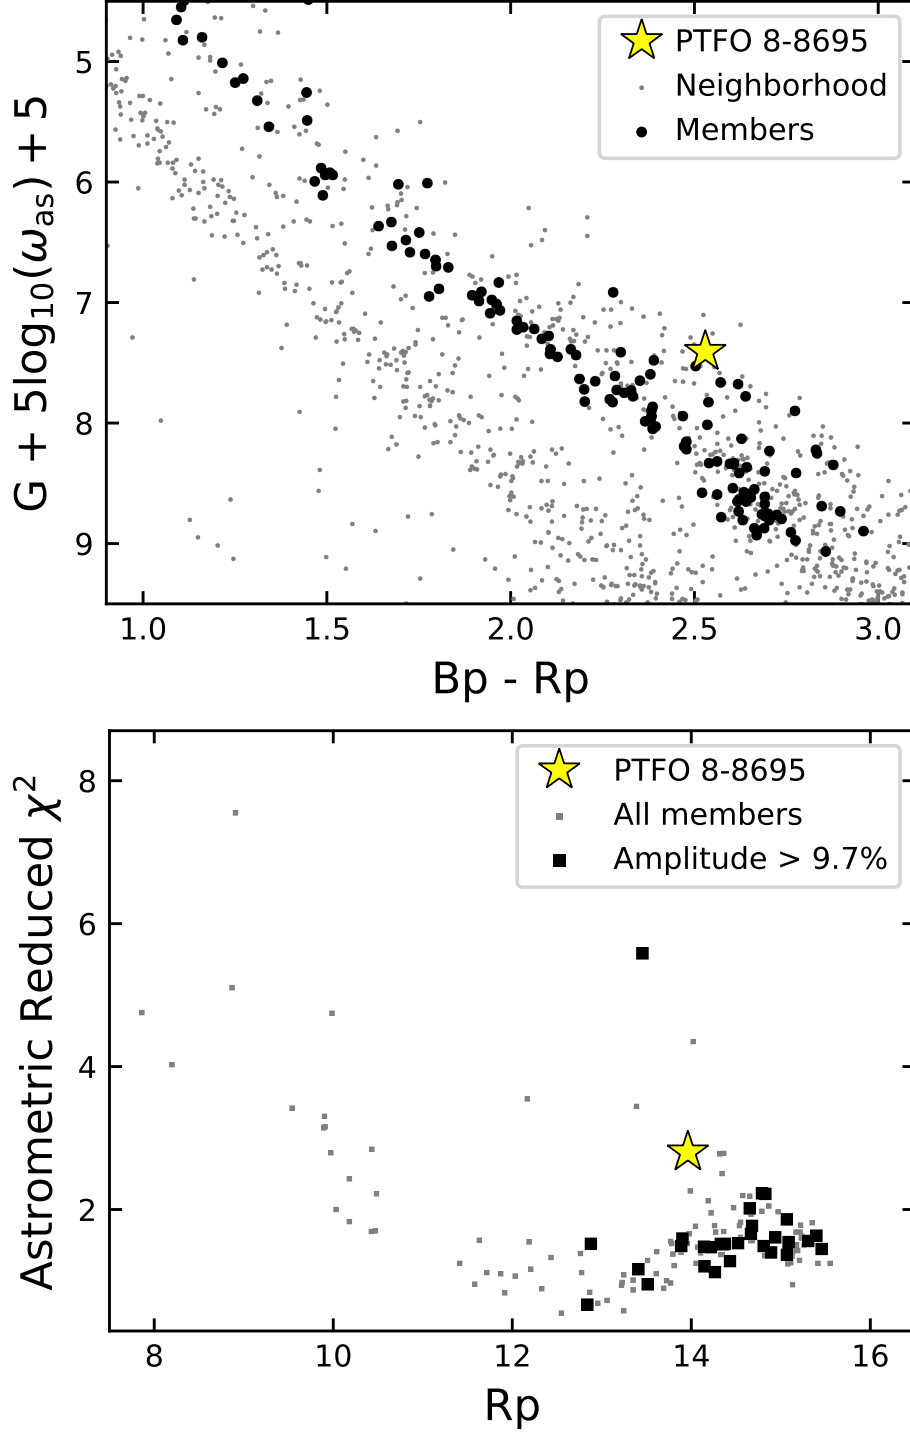 PTFO 8-8695
Neighborhood
Members
5
6
7
8
9
G + 5log₁₀(ωₐₛ) + 5
1.0 1.5 2.0 2.5 3.0
Bp - Rp
PTFO 8-8695
All members
Amplitude > 9.7%
8
6
4
2
Astrometric Reduced χ²
8 10 12 14 16
Rp